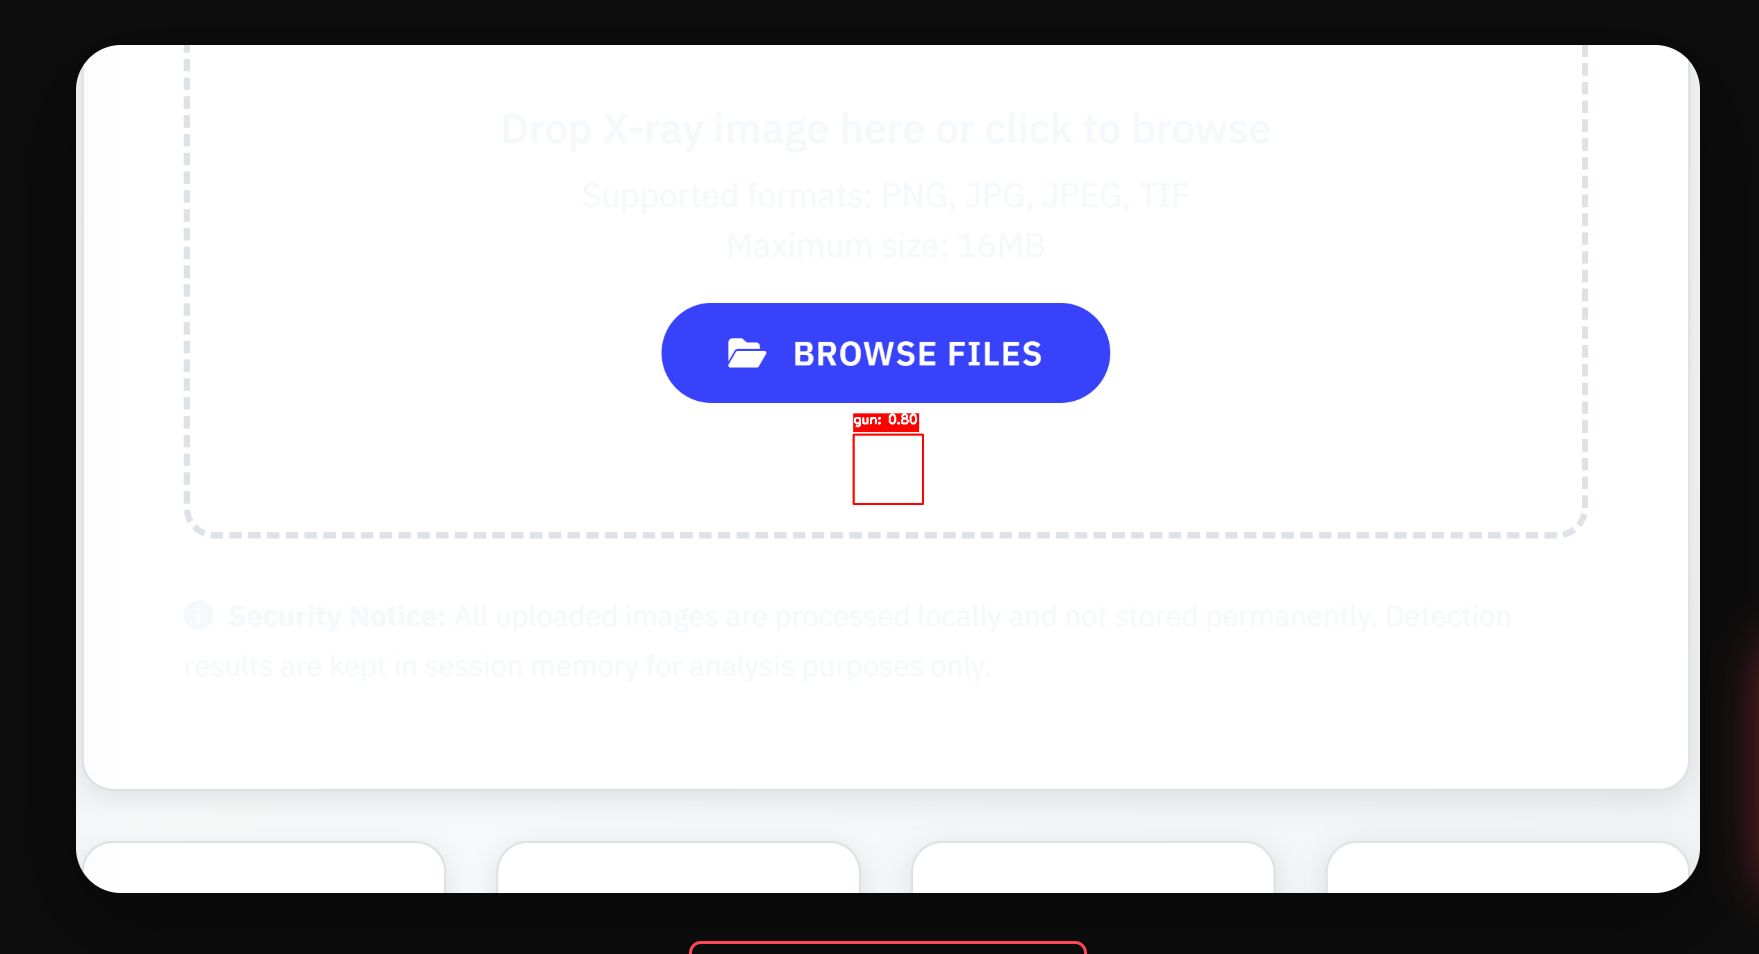 Drop X-ray image here or click to browse
Supported formats: PNG, JPG, JPEG, TIF
Maximum size: 16MB
BROWSE FILES
gun: 0.80
Security Notice: All uploaded images are processed locally and not stored permanently. Detection
results are kept in session memory for analysis purposes only.